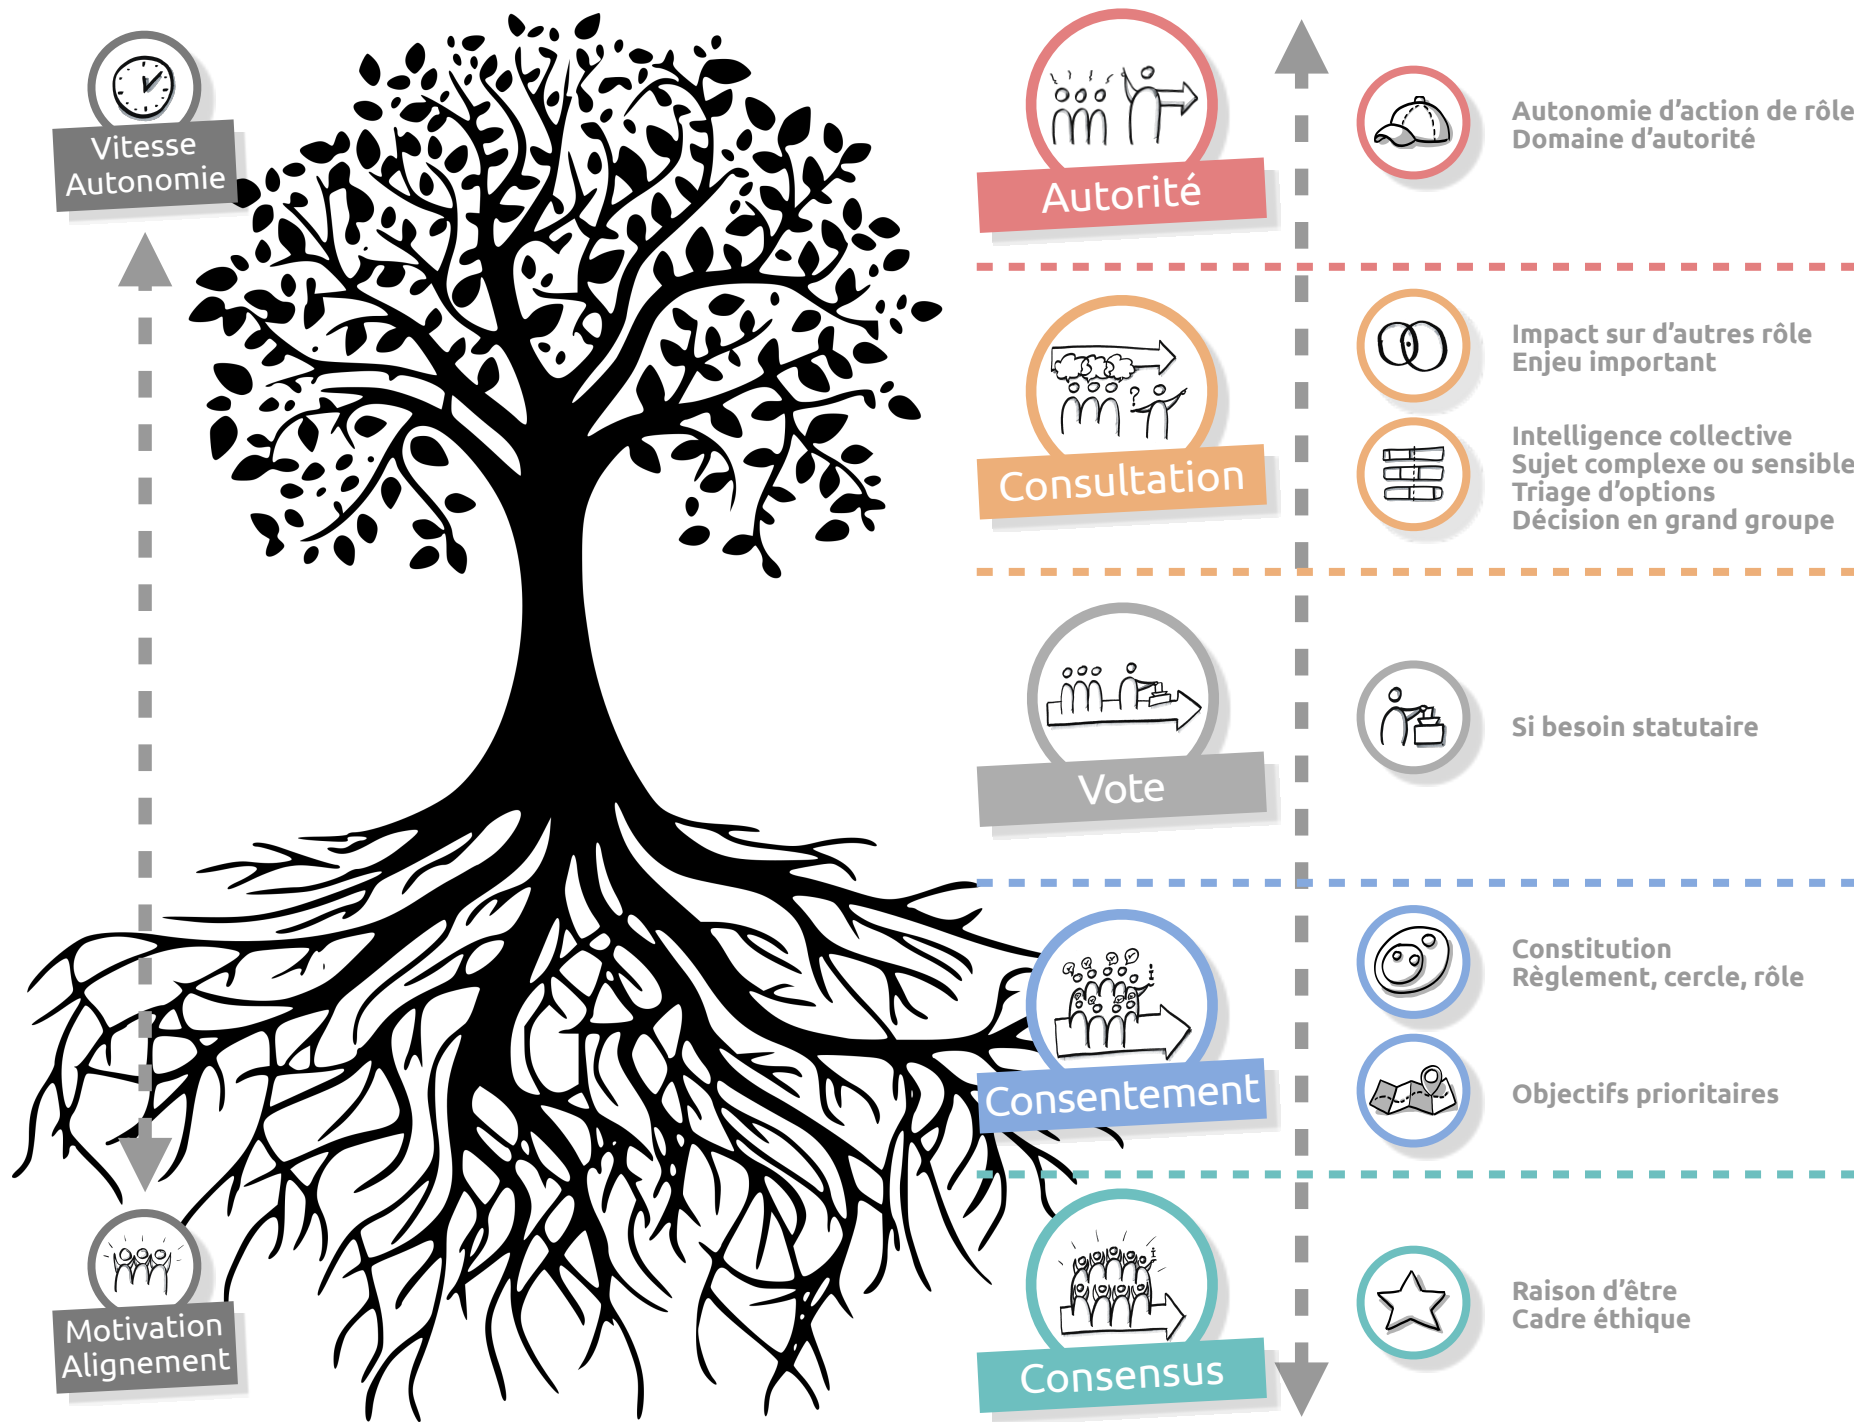 Vitesse
Autonomie
Motivation
Alignement
Autorité
Autonomie d’action de rôle
Domaine d’autorité
Consultation
Impact sur d’autres rôle
Enjeu important
Intelligence collective
Sujet complexe ou sensible
Triage d’options
Décision en grand groupe
Vote
Si besoin statutaire
Consentement
Constitution
Règlement, cercle, rôle
Objectifs prioritaires
Consensus
Raison d’être
Cadre éthique